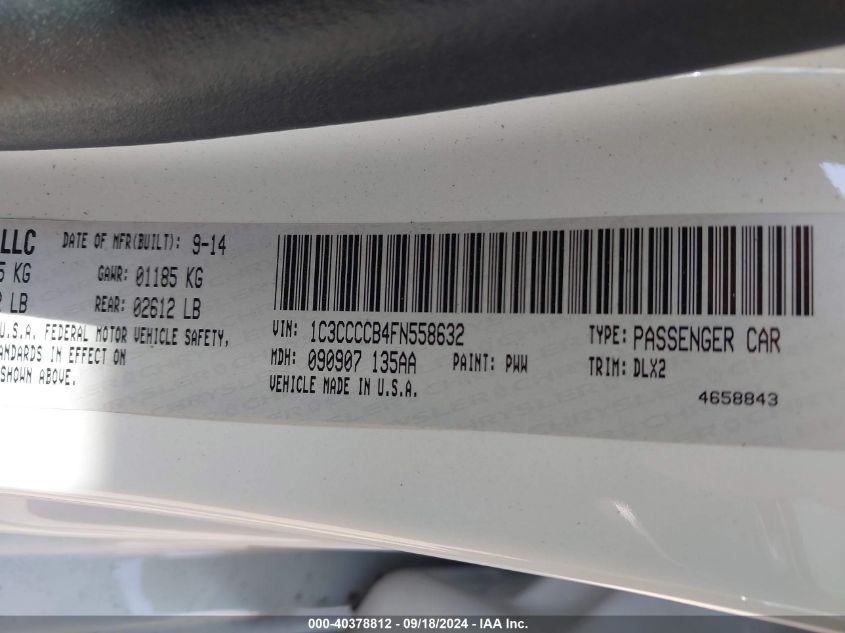 LLC DATE OF MFR(BUILT): 9-14
KG GAWR: 01185 KG
LB REAR: 02612 LB
U.S.A. FEDERAL MOTOR VEHICLE SAFETY,
ANDARDS IN EFFECT ON
SHOWN ABOVE.
VIN: 1C3CCCCB4FN558632 TYPE: PASSENGER CAR
MDH: 090907 135AA PAINT: PWW TRIM: DLX2
VEHICLE MADE IN U.S.A.
4658843
000-40378812 - 09/18/2024 - IAA Inc.